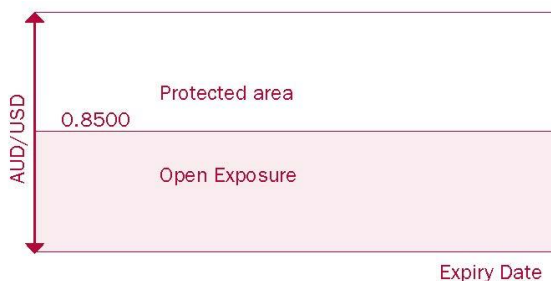 Protected area
0.8500
AUD/USD
Open Exposure
Expiry Date